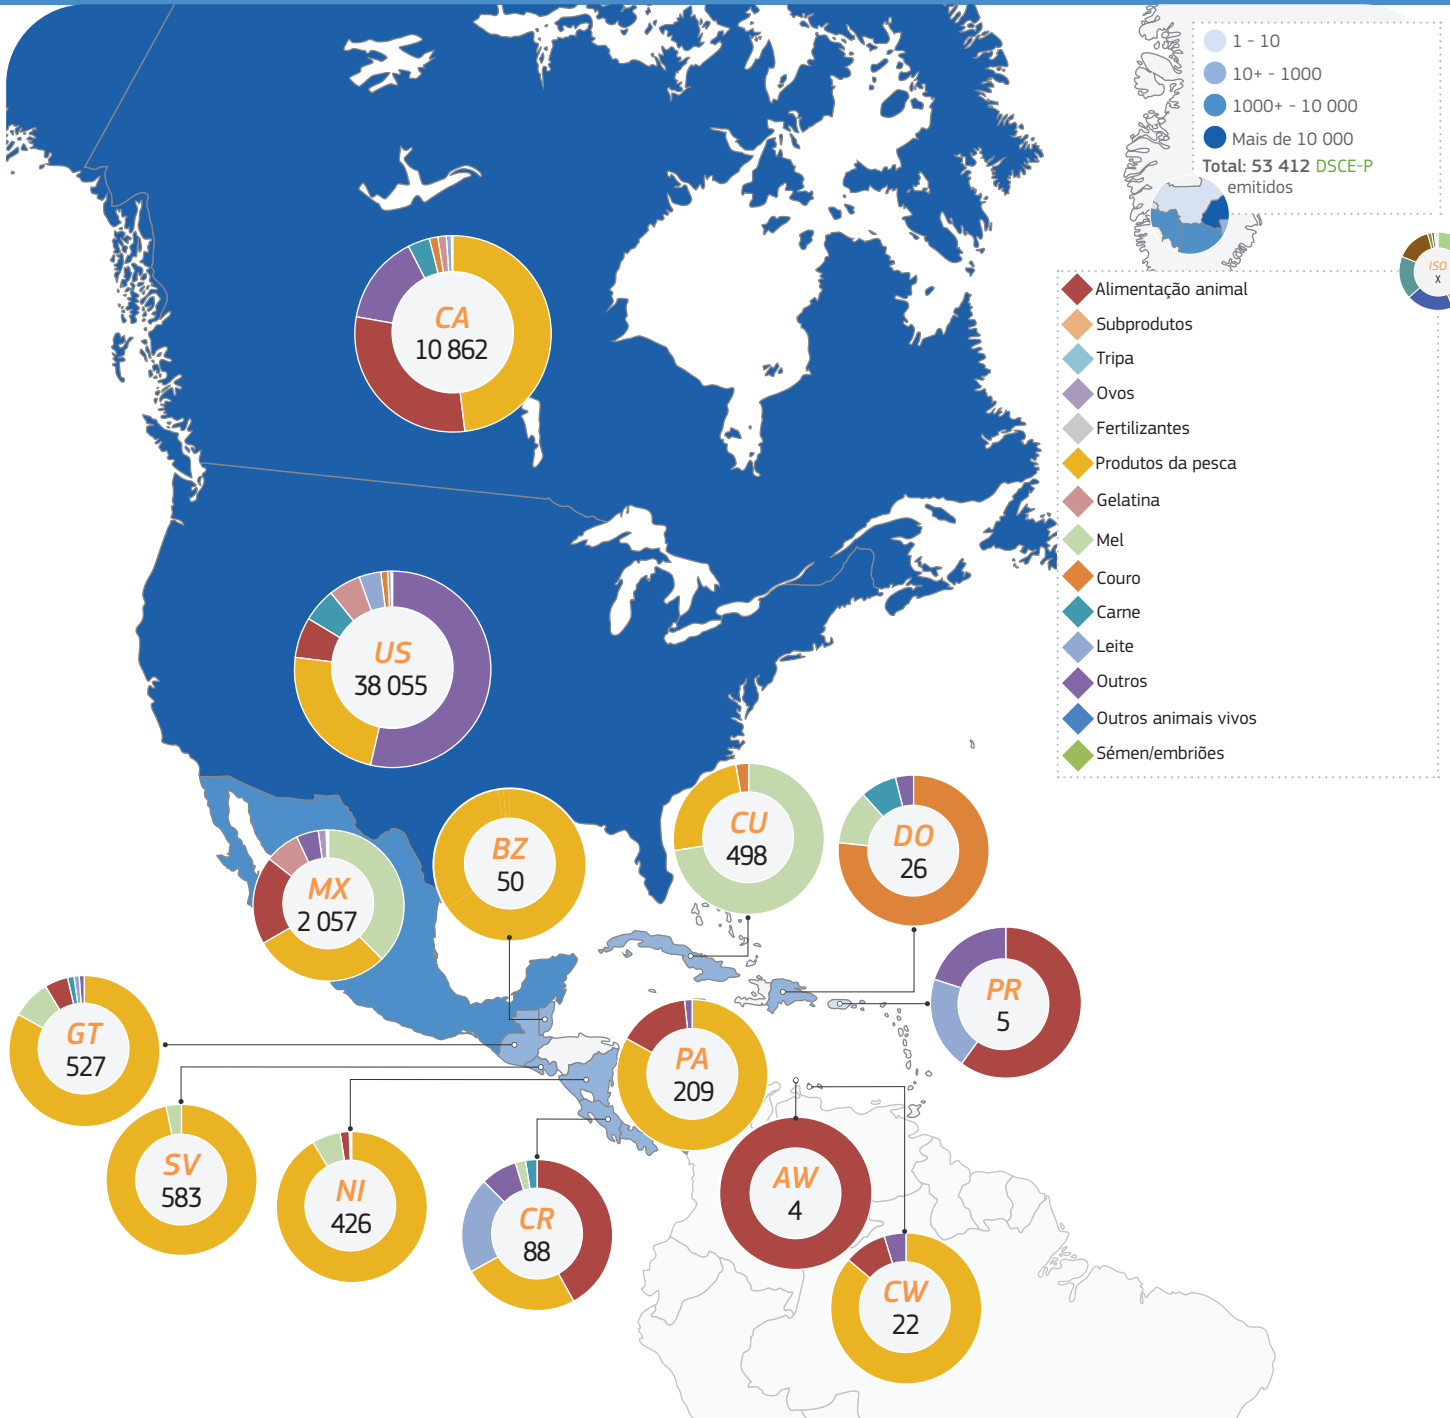 1 - 10
10+ - 1000
1000+ - 10 000
Mais de 10 000
Total: 53 412 DSCE-P
emitidos
ISO
X
Alimentação animal
Subprodutos
Tripa
Ovos
Fertilizantes
Produtos da pesca
Gelatina
Mel
Couro
Carne
Leite
Outros
Outros animais vivos
Sémen/embriões
CA
10 862
US
38 055
MX
2 057
BZ
50
CU
498
DO
26
PR
5
GT
527
PA
209
SV
583
NI
426
CR
88
AW
4
CW
22